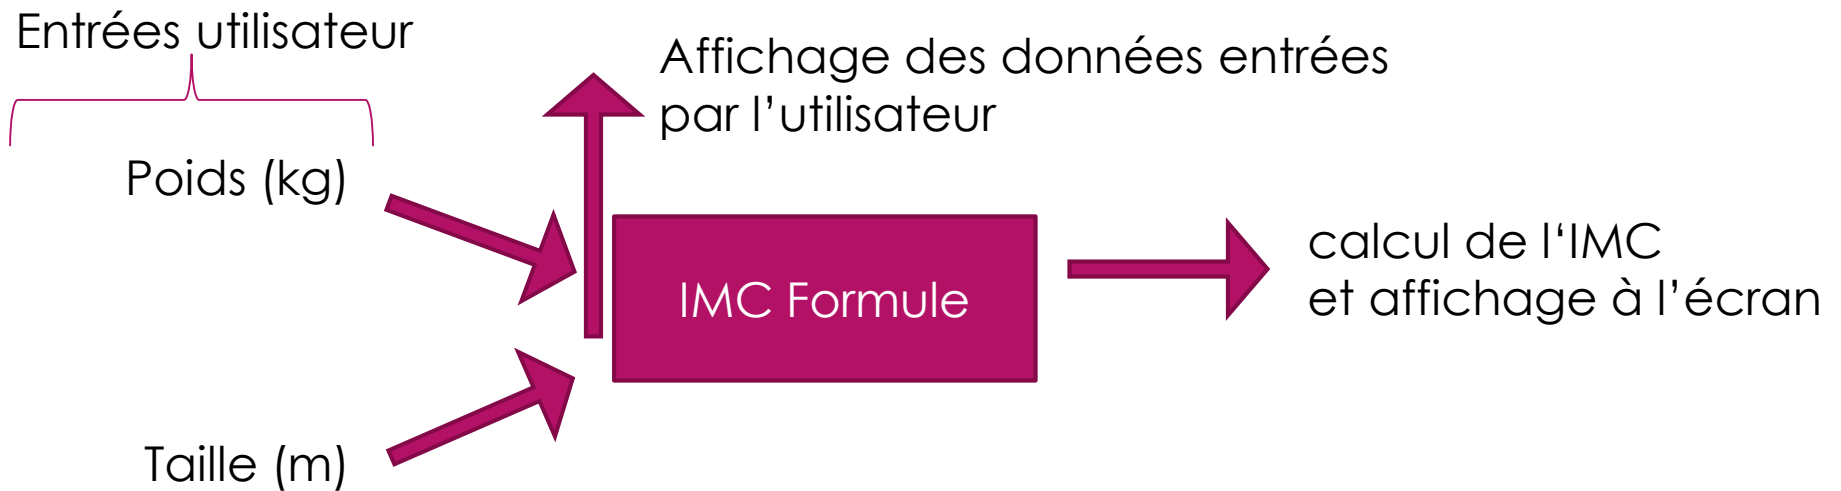 Entrées utilisateur
Affichage des données entrées
par l’utilisateur
Poids (kg)
IMC Formule
calcul de l‘IMC
et affichage à l’écran
Taille (m)